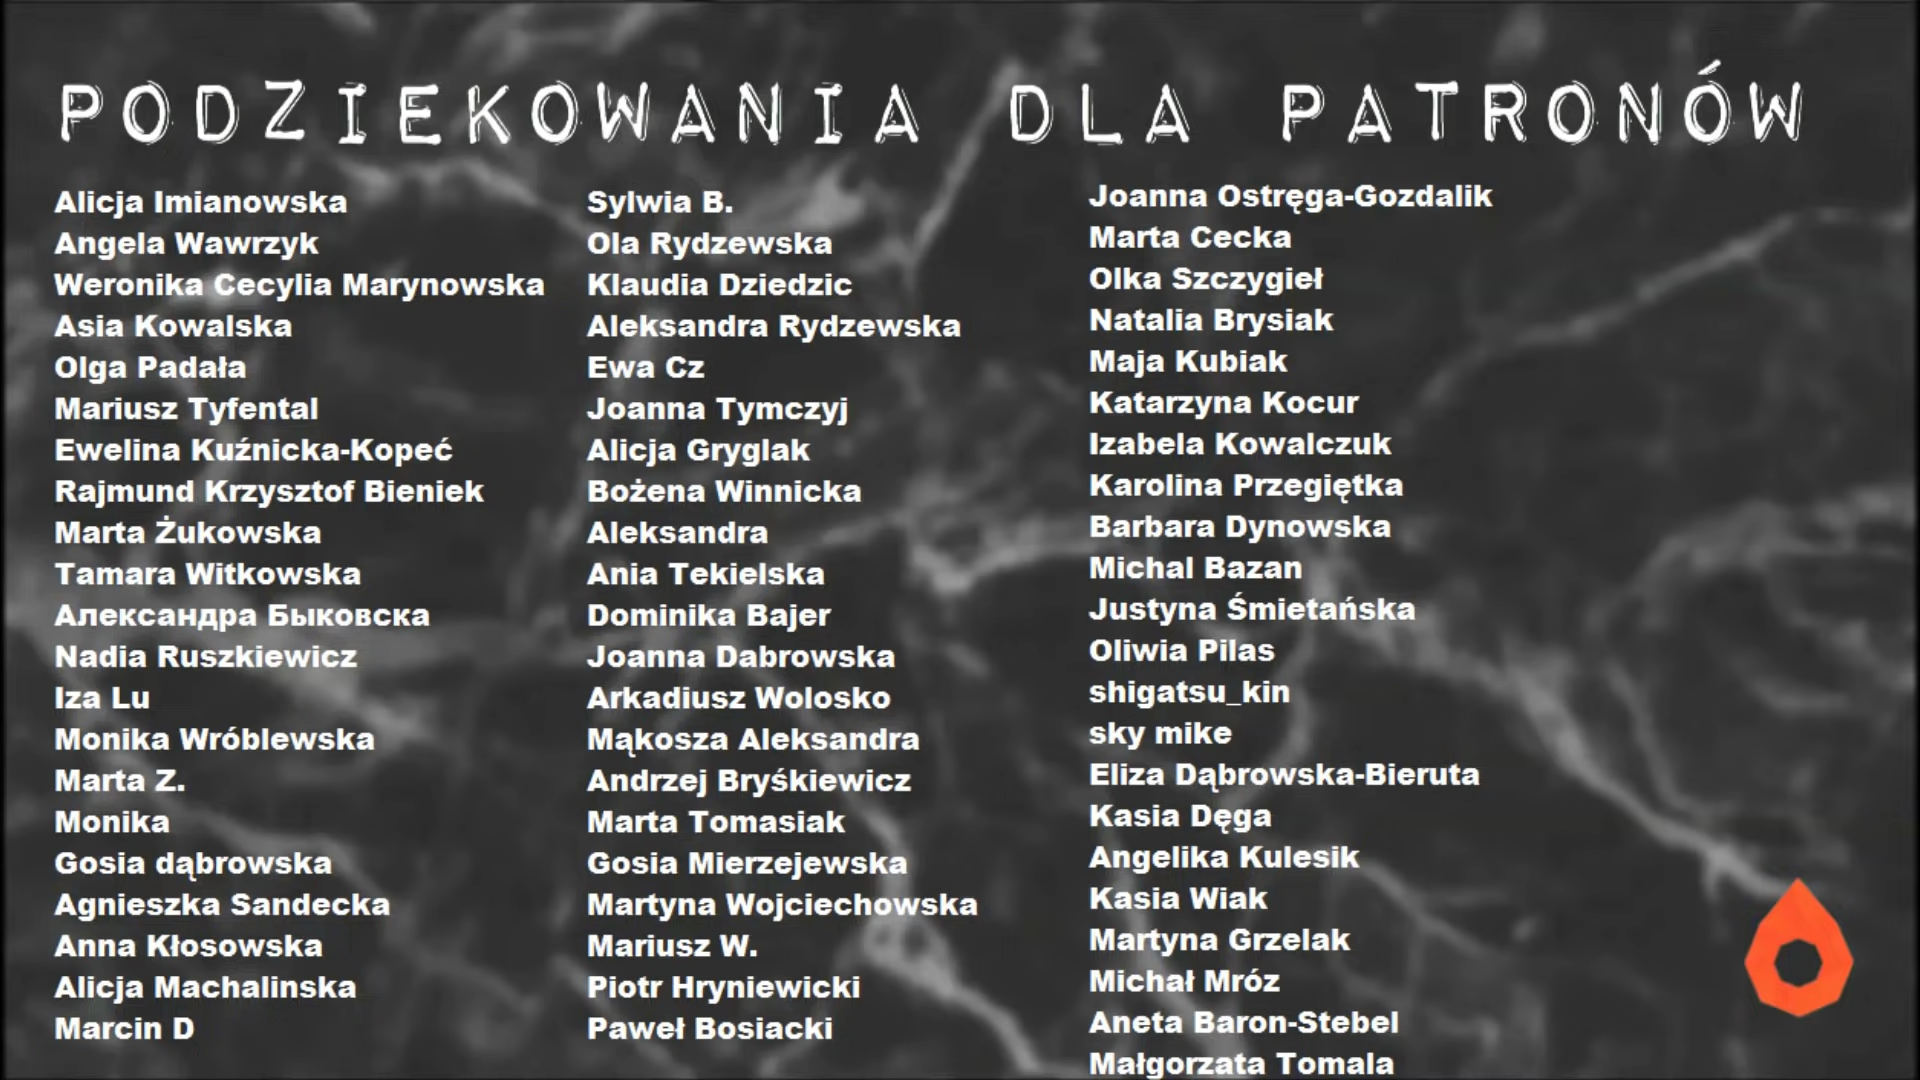 PODZIEKOWANIA DLA PATRONÓW
Alicja Imianowska
Angela Wawrzyk
Weronika Cecylia Marynowska
Asia Kowalska
Olga Padała
Mariusz Tyfental
Ewelina Kuźnicka-Kopeć
Rajmund Krzysztof Bieniek
Marta Żukowska
Tamara Witkowska
Александра Быковска
Nadia Ruszkiewicz
Iza Lu
Monika Wróblewska
Marta Z.
Monika
Gosia dąbrowska
Agnieszka Sandecka
Anna Kłosowska
Alicja Machalinska
Marcin D
Sylwia B.
Ola Rydzewska
Klaudia Dziedzic
Aleksandra Rydzewska
Ewa Cz
Joanna Tymczyj
Alicja Gryglak
Bożena Winnicka
Aleksandra
Ania Tekielska
Dominika Bajer
Joanna Dabrowska
Arkadiusz Wolosko
Mąkosza Aleksandra
Andrzej Bryśkiewicz
Marta Tomasiak
Gosia Mierzejewska
Martyna Wojciechowska
Mariusz W.
Piotr Hryniewicki
Paweł Bosiacki
Joanna Ostręga-Gozdalik
Marta Cecka
Olka Szczygieł
Natalia Brysiak
Maja Kubiak
Katarzyna Kocur
Izabela Kowalczuk
Karolina Przegiętka
Barbara Dynowska
Michal Bazan
Justyna Śmietańska
Oliwia Pilas
shigatsu_kin
sky mike
Eliza Dąbrowska-Bieruta
Kasia Dęga
Angelika Kulesik
Kasia Wiak
Martyna Grzelak
Michał Mróz
Aneta Baron-Stebel
Małgorzata Tomala